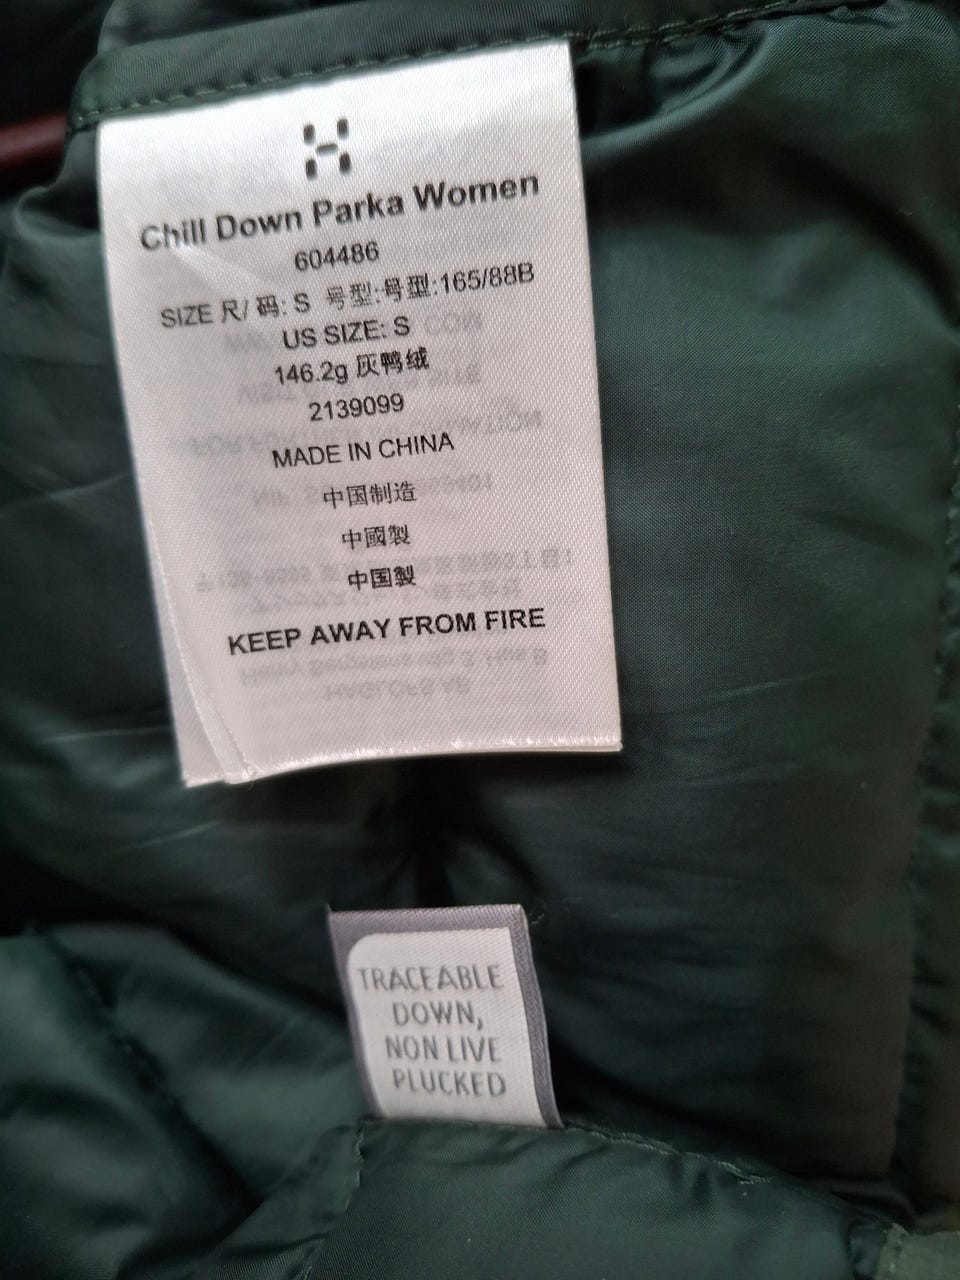 Chill Down Parka Women
604486
SIZE 尺/ 码: S 号型:号型:165/88B
US SIZE: S
146.2g 灰鸭绒
2139099
MADE IN CHINA
中国制造
中國製
中国製
KEEP AWAY FROM FIRE
HAGLÖFS AB
TRACEABLE
DOWN,
NON LIVE
PLUCKED